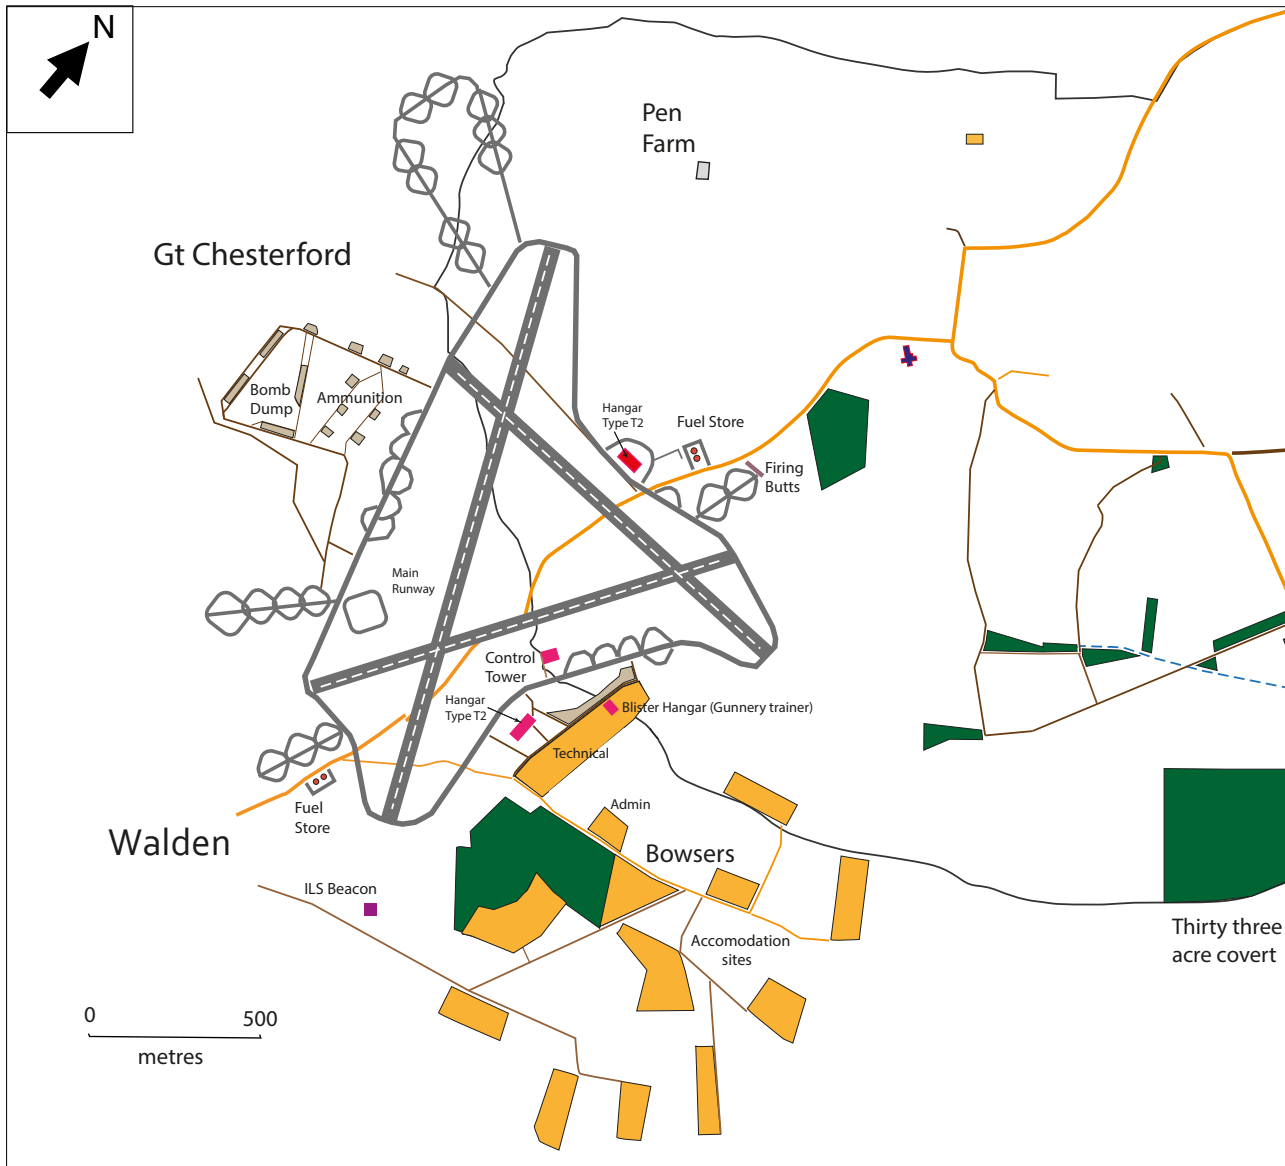 N
Pen
Farm
Gt Chesterford
Bomb
Dump
Ammunition
Hangar
Type T2
Fuel Store
Firing
Butts
Main
Runway
Control
Tower
Hangar
Type T2
Blister Hangar (Gunnery trainer)
Technical
Fuel
Store
Admin
Walden
Bowsers
ILS Beacon
Accomodation
sites
Thirty three
acre covert
0 500
metres